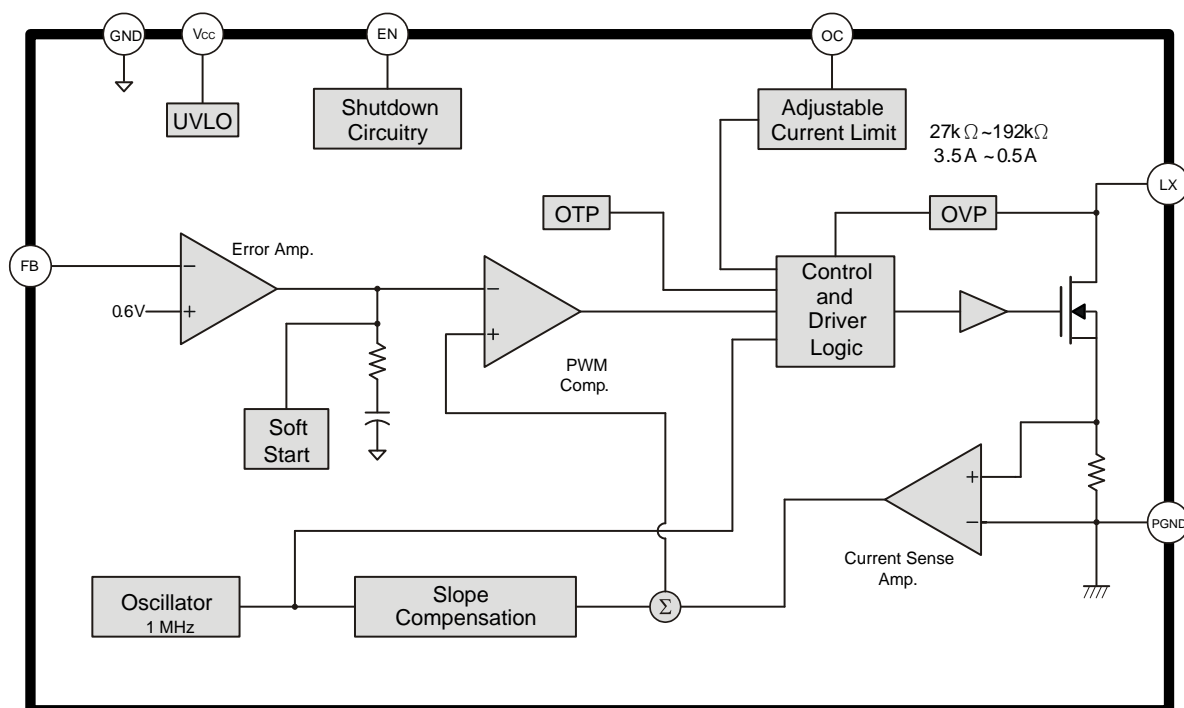 GND
Vcc
EN
OC
UVLO
Shutdown
Circuitry
Adjustable
Current Limit
27kΩ~192kΩ
3.5A ~0.5A
LX
OTP
OVP
FB
Error Amp.
−
+
0.6V
−
+
PWM
Comp.
Control
and
Driver
Logic
Soft
Start
+
−
PGND
Current Sense
Amp.
Oscillator
1 MHz
Slope
Compensation
Σ